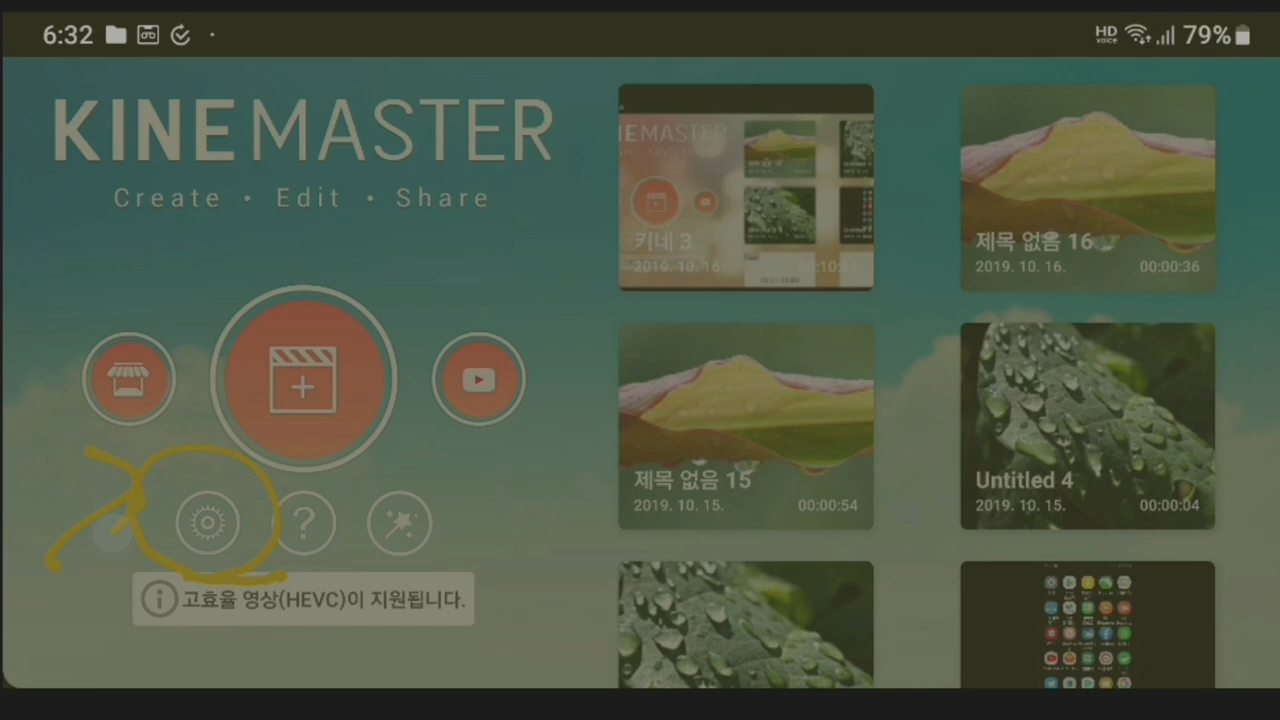 6:32
HD VOICE 79%
KINEMASTER
Create • Edit • Share
고효율 영상(HEVC)이 지원됩니다.
INEMASTER
키네 3
2019. 10. 16.
제목 없음 16
2019. 10. 16. 00:00:36
제목 없음 15
2019. 10. 15. 00:00:54
Untitled 4
2019. 10. 15. 00:00:04